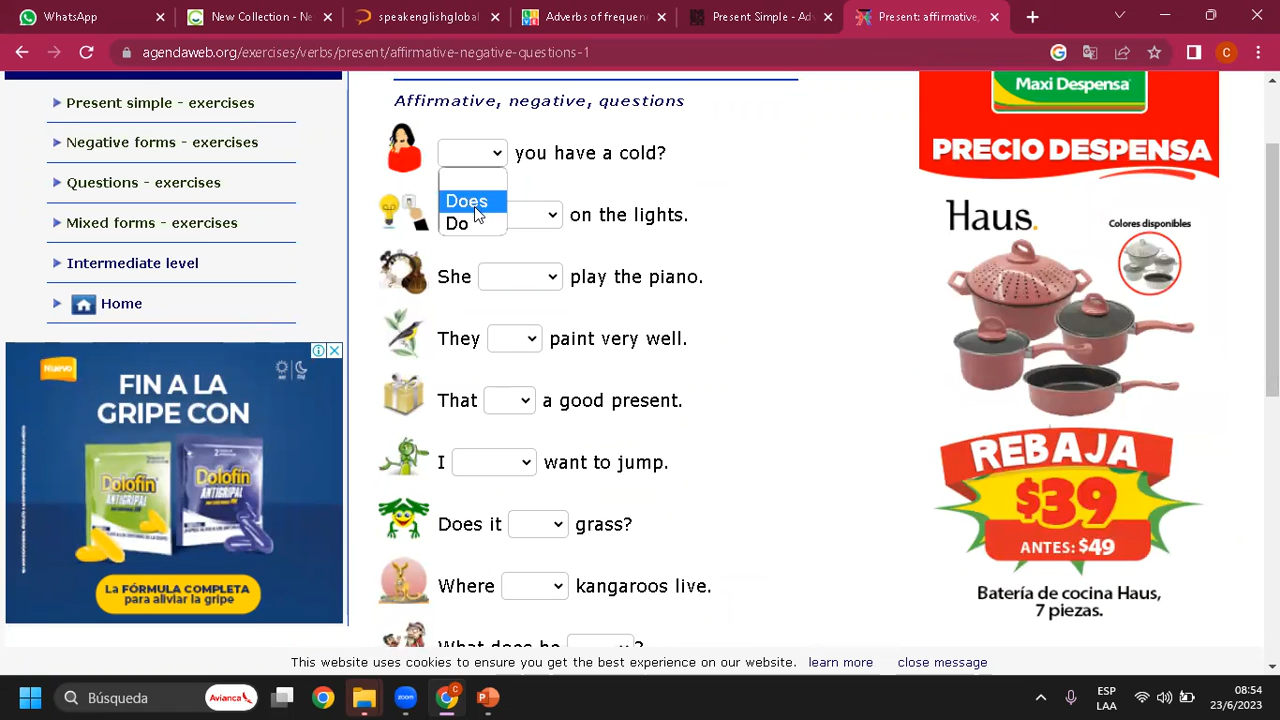 WhatsApp
New Collection - Ne
speakenglishglobal
Adverbs of frequen
Present Simple - Ad
Present: affirmative,
agendaweb.org/exercises/verbs/present/affirmative-negative-questions-1
C
Present simple - exercises
Negative forms - exercises
Questions - exercises
Mixed forms - exercises
Intermediate level
Home
NUEVO
FIN A LA
GRIPE CON
Dolofin
ANTIGRIPAL
Dolofin
ANTIGRIPAL
La FÓRMULA COMPLETA
para aliviar la gripe
Affirmative, negative, questions
you have a cold?
Does
Do
on the lights.
She play the piano.
They paint very well.
That a good present.
I want to jump.
Does it grass?
Where kangaroos live.
What does he ?
Maxi Despensa
PRECIO DESPENSA
Haus.
Colores disponibles
REBAJA
$39
ANTES: $49
Batería de cocina Haus,
7 piezas.
This website uses cookies to ensure you get the best experience on our website. learn more close message
Búsqueda
Avianca
zoom
C
ESP
LAA
08:54
23/6/2023